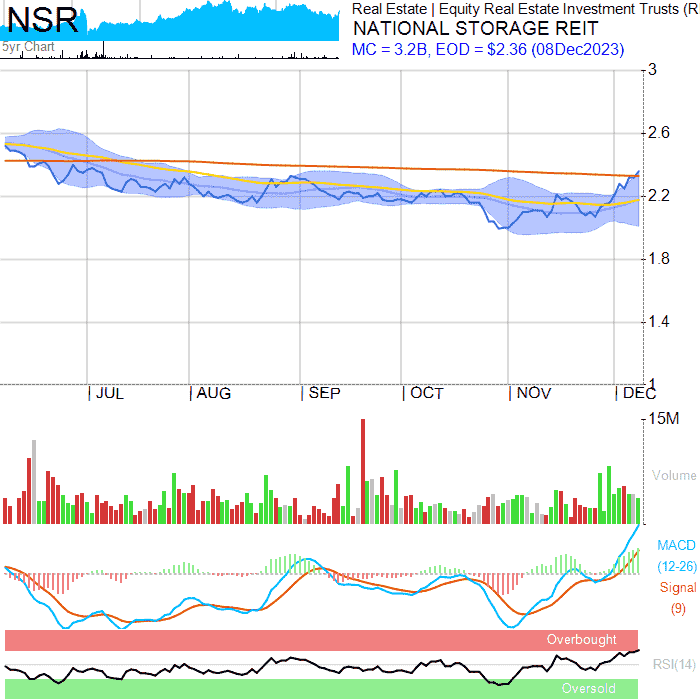 NSR
5yr Chart
Real Estate | Equity Real Estate Investment Trusts (R
NATIONAL STORAGE REIT
MC = 3.2B, EOD = $2.36 (08Dec2023)
3
2.6
2.2
1.8
1.4
1
JUL AUG SEP OCT NOV DEC
15M
Volume
MACD
(12-26)
Signal
(9)
Overbought
RSI(14)
Oversold